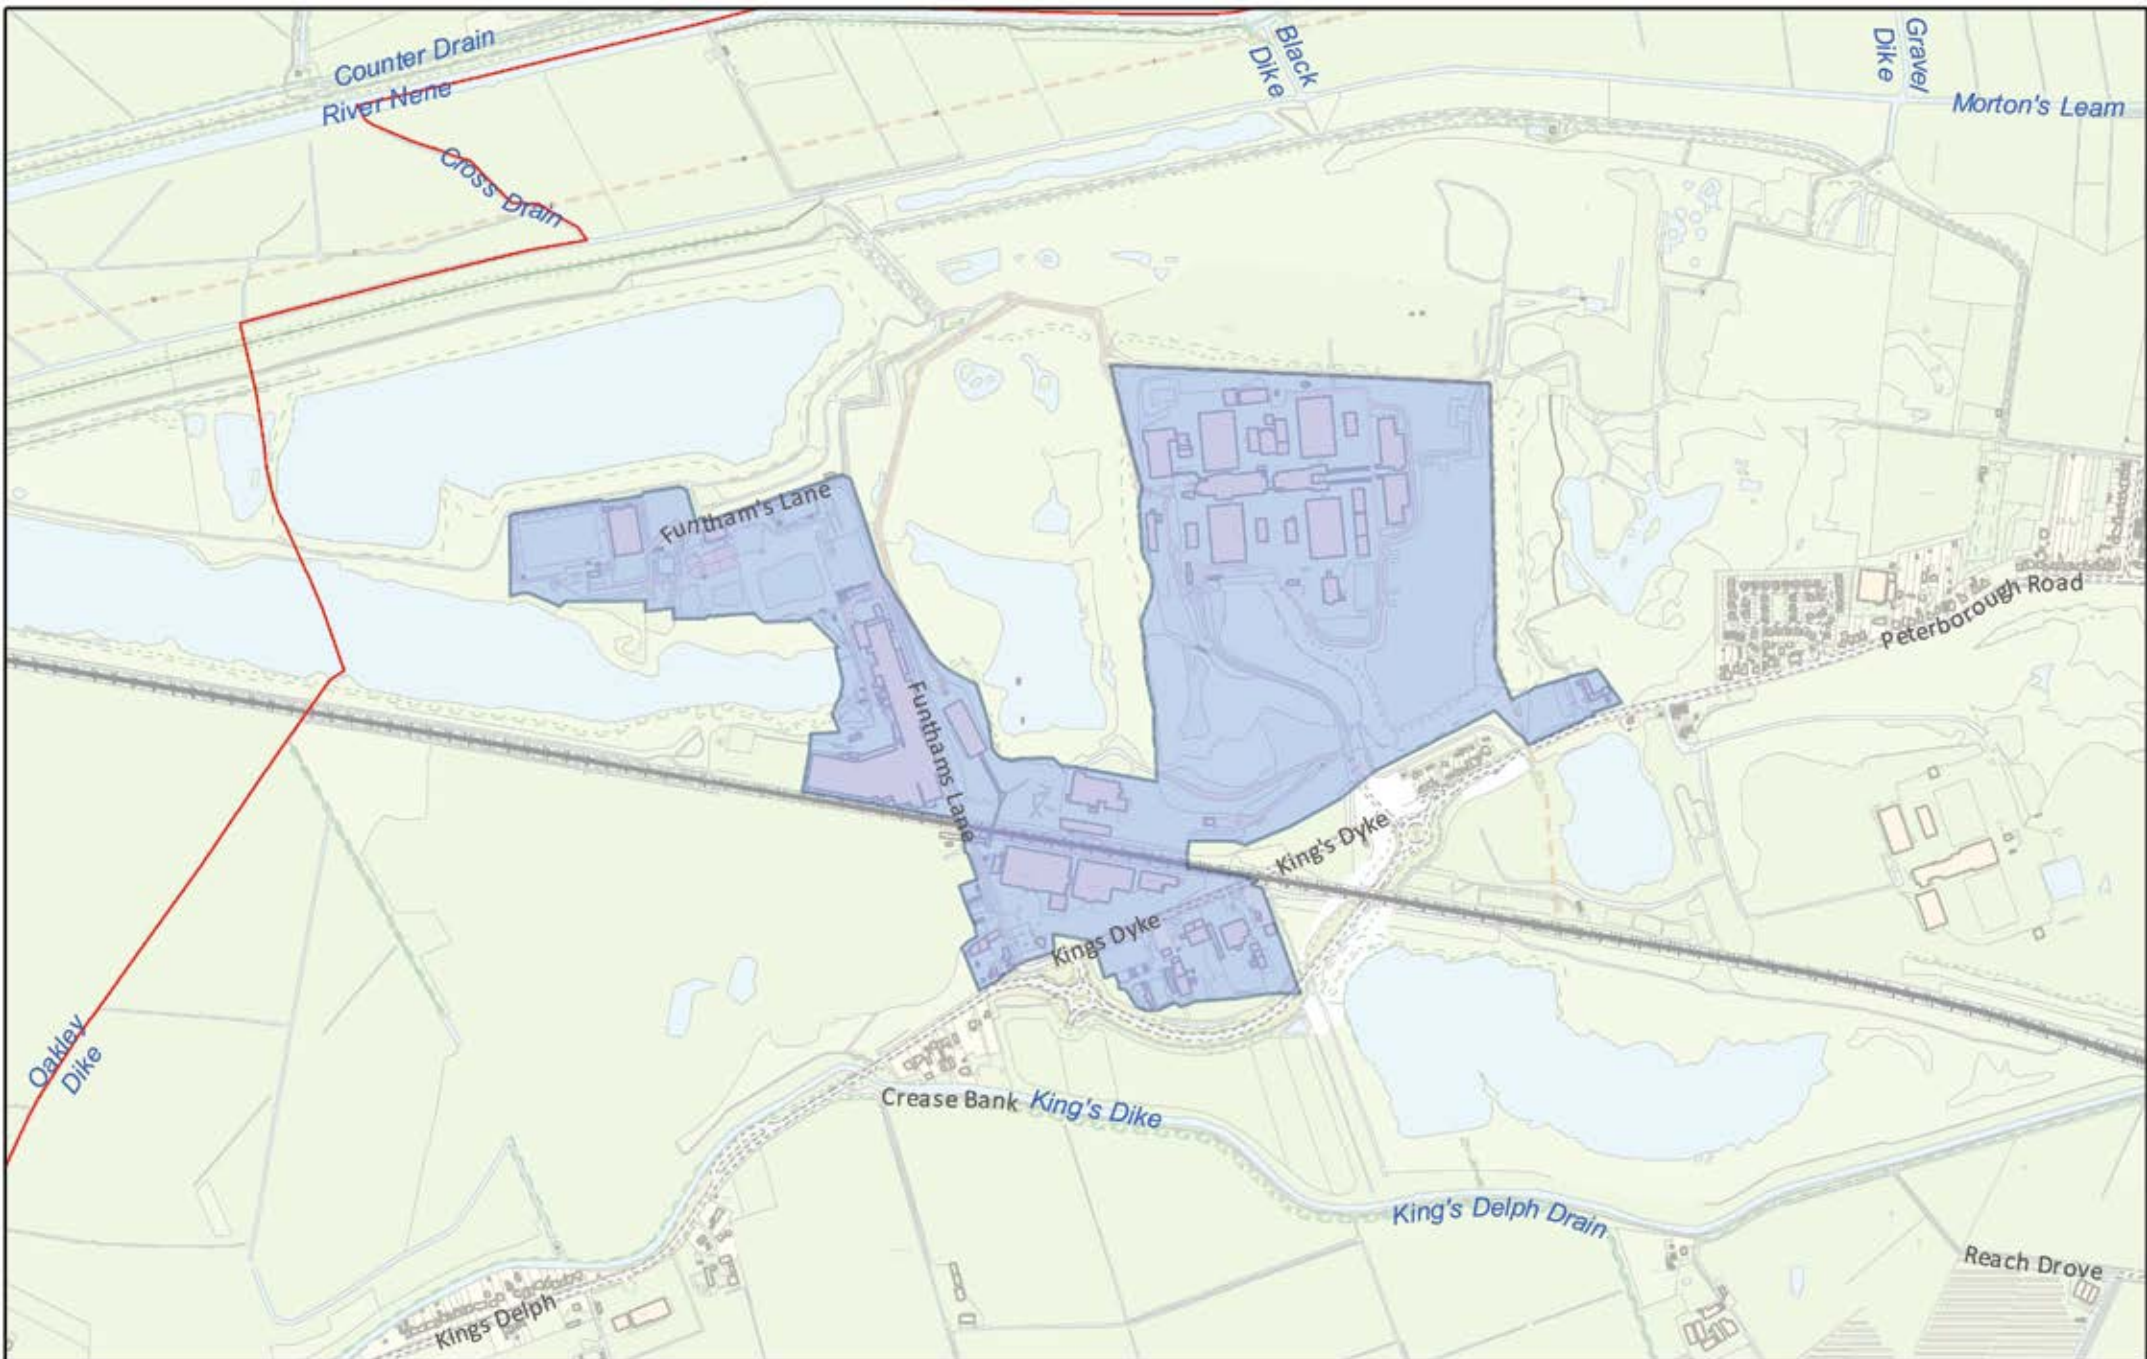 Counter Drain
River Nene
Black
Dike
Gravel
Dike
Morton's Leam
Cross Drain
Funtham's Lane
Peterborough Road
Funthams Lane
King's Dyke
Kings Dyke
Oakley
Dike
Crease Bank
King's Dike
King's Delph Drain
Reach Drove
Kings Delph